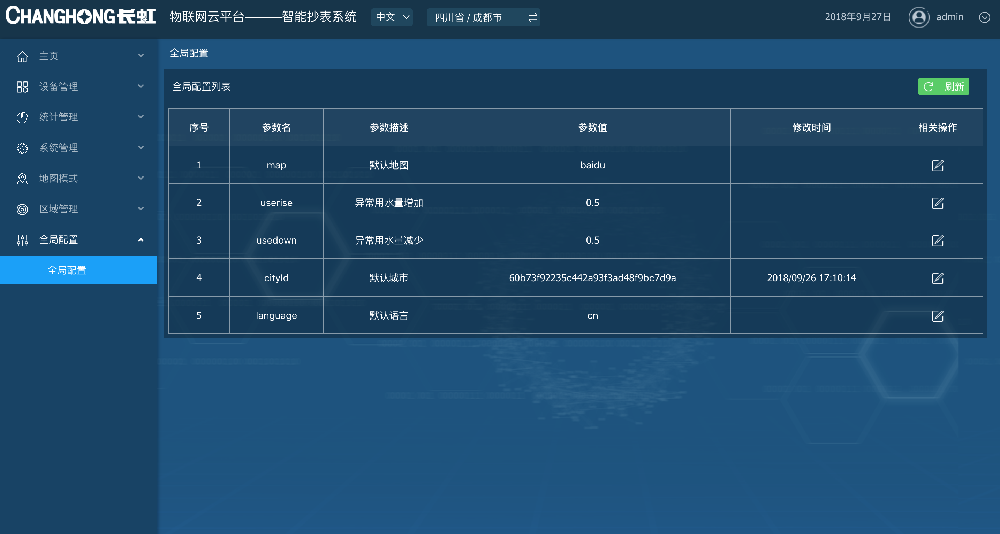 CHANGHONG长虹 物联网云平台———智能抄表系统 中文 四川省 / 成都市 2018年9月27日 admin
主页
设备管理
统计管理
系统管理
地图模式
区域管理
全局配置
全局配置
全局配置
全局配置列表 刷新
序号 参数名 参数描述 参数值 修改时间 相关操作
1 map 默认地图 baidu
2 userise 异常用水量增加 0.5
3 usedown 异常用水量减少 0.5
4 cityId 默认城市 60b73f92235c442a93f3ad48f9bc7d9a 2018/09/26 17:10:14
5 language 默认语言 cn